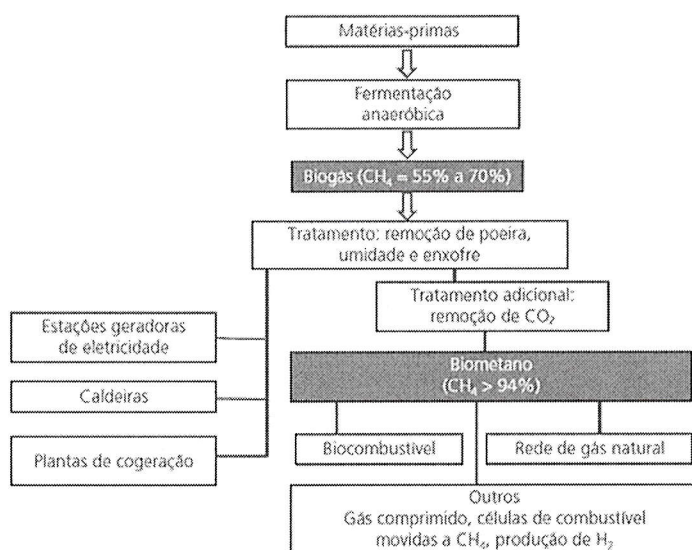 Matérias-primas
Fermentação
anaeróbica
Biogás (CH₄ = 55% a 70%)
Tratamento: remoção de poeira,
umidade e enxofre
Tratamento adicional:
remoção de CO₂
Estações geradoras
de eletricidade
Biometano
(CH₄ > 94%)
Caldeiras
Biocombustível
Rede de gás natural
Plantas de cogeração
Outros
Gás comprimido, células de combustível
movidas a CH₄, produção de H₂